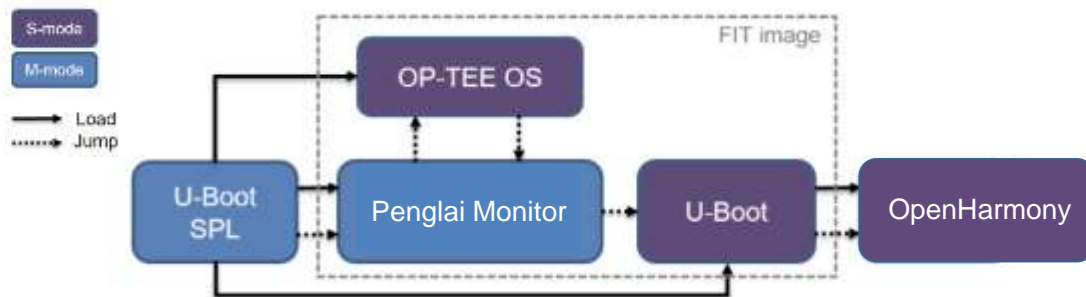 S-mode
M-mode
Load
Jump
FIT image
OP-TEE OS
U-Boot
SPL
Penglai Monitor
U-Boot
OpenHarmony